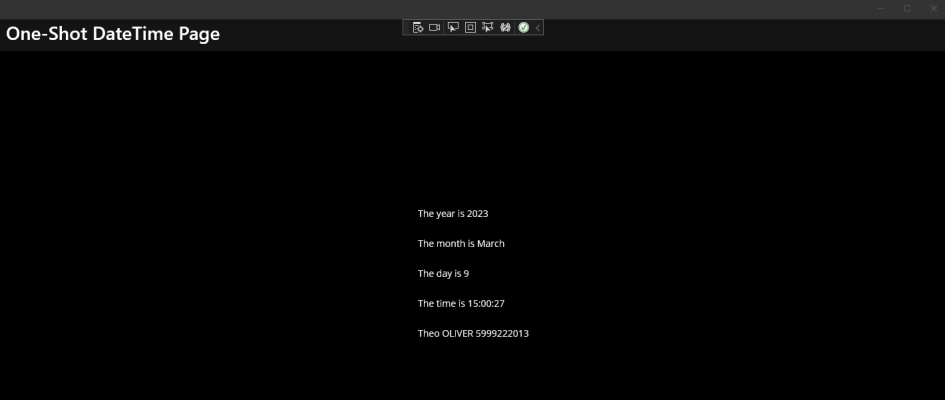 One-Shot DateTime Page
The year is 2023
The month is March
The day is 9
The time is 15:00:27
Theo OLIVER 5999222013